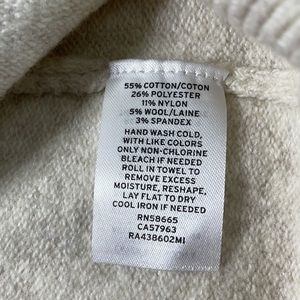 55% COTTON/COTON
26% POLYESTER
11% NYLON
5% WOOL/LAINE
3% SPANDEX
HAND WASH COLD,
WITH LIKE COLORS
ONLY NON-CHLORINE
BLEACH IF NEEDED
ROLL IN TOWEL TO
REMOVE EXCESS
MOISTURE, RESHAPE,
LAY FLAT TO DRY
COOL IRON IF NEEDED
RN58665
CA57963
RA438602MI